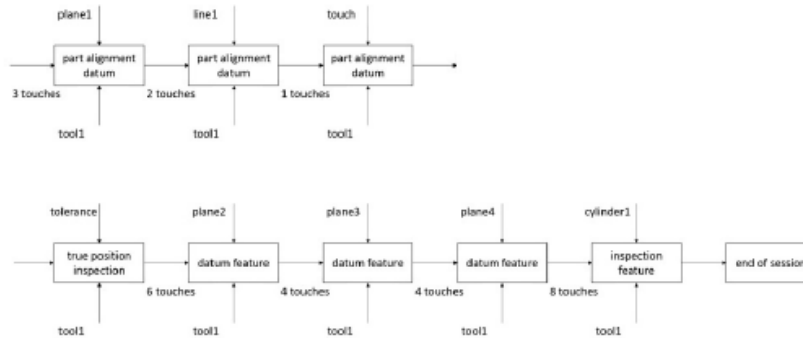 plane1 line1 touch
part alignment datum part alignment datum part alignment datum
3 touches 2 touches 1 touches
tool1 tool1 tool1
tolerance plane2 plane3 plane4 cylinder1
true position inspection datum feature datum feature datum feature inspection feature end of session
6 touches 4 touches 4 touches 8 touches
tool1 tool1 tool1 tool1 tool1